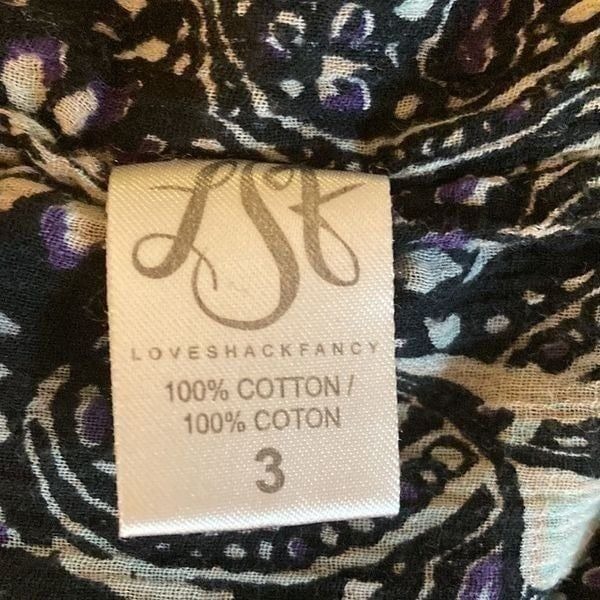 LSF
LOVESHACKFANCY
100% COTTON /
100% COTON
3